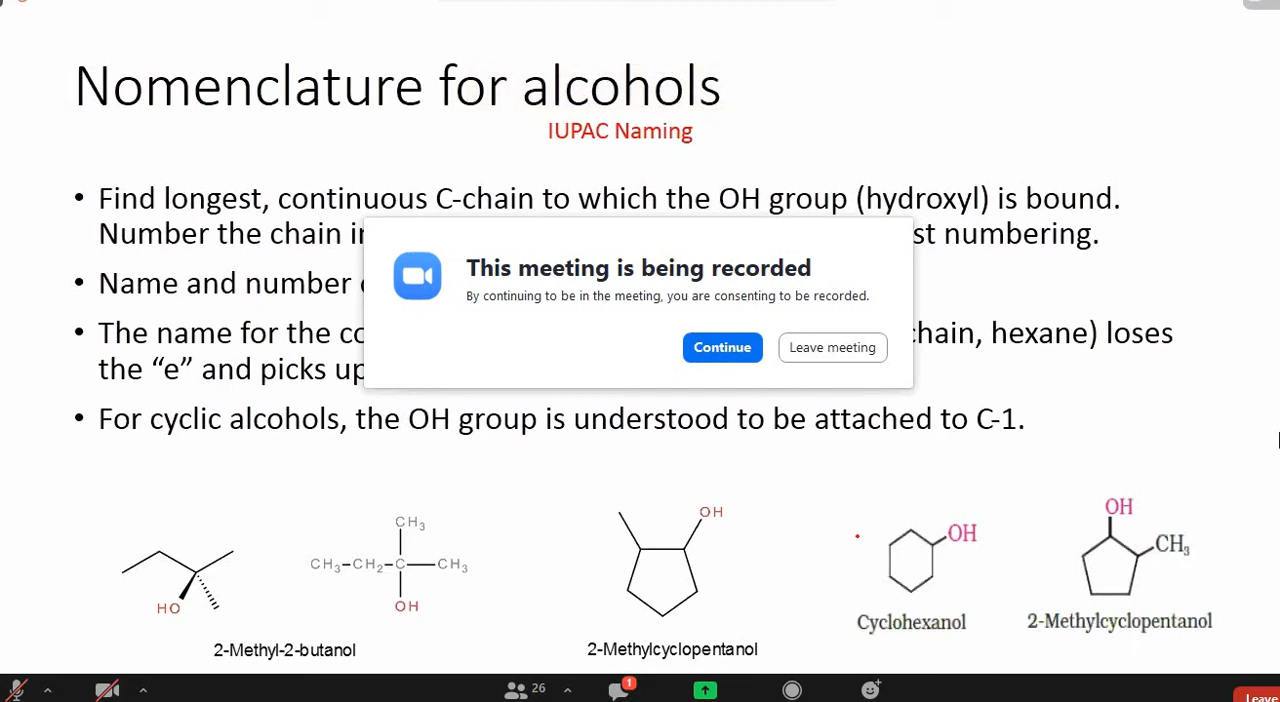 Nomenclature for alcohols
IUPAC Naming
• Find longest, continuous C-chain to which the OH group (hydroxyl) is bound.
Number the chain
st numbering.
• Name and number
• The name for the
chain, hexane) loses
the “e” and picks up
• For cyclic alcohols, the OH group is understood to be attached to C-1.
This meeting is being recorded
By continuing to be in the meeting, you are consenting to be recorded.
Continue
Leave meeting
HO
CH₃
CH₃–CH₂–C–CH₃
OH
2-Methyl-2-butanol
OH
2-Methylcyclopentanol
OH
Cyclohexanol
OH
CH₃
2-Methylcyclopentanol
26
1
Leave